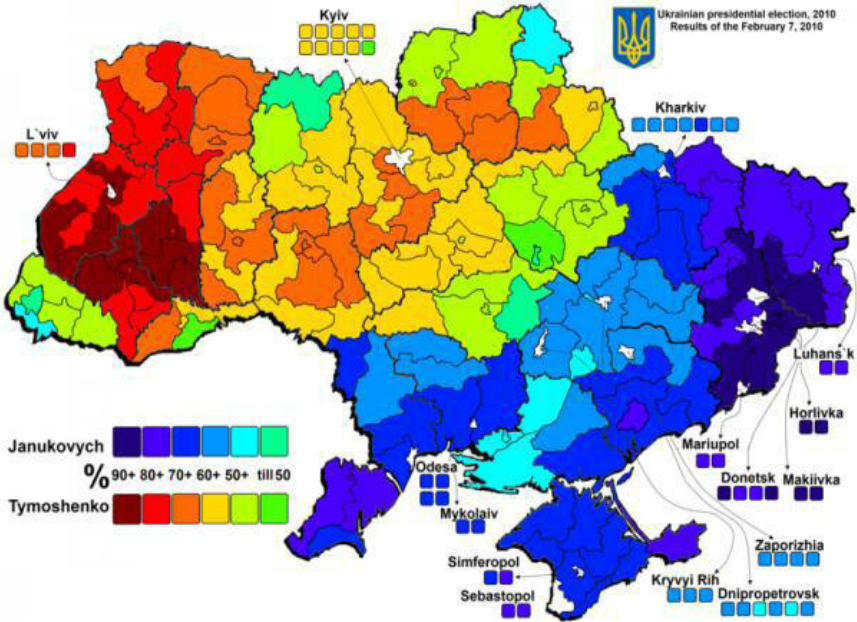 Kyiv
Ukrainian presidential election, 2010
Results of the February 7, 2010
Kharkiv
L`viv
Luhans`k
Horlivka
Mariupol
Donetsk
Makiivka
Janukovych
% 90+ 80+ 70+ 60+ 50+ till 50
Tymoshenko
Odesa
Mykolaiv
Zaporizhia
Simferopol
Kryvyi Rih
Dnipropetrovsk
Sebastopol